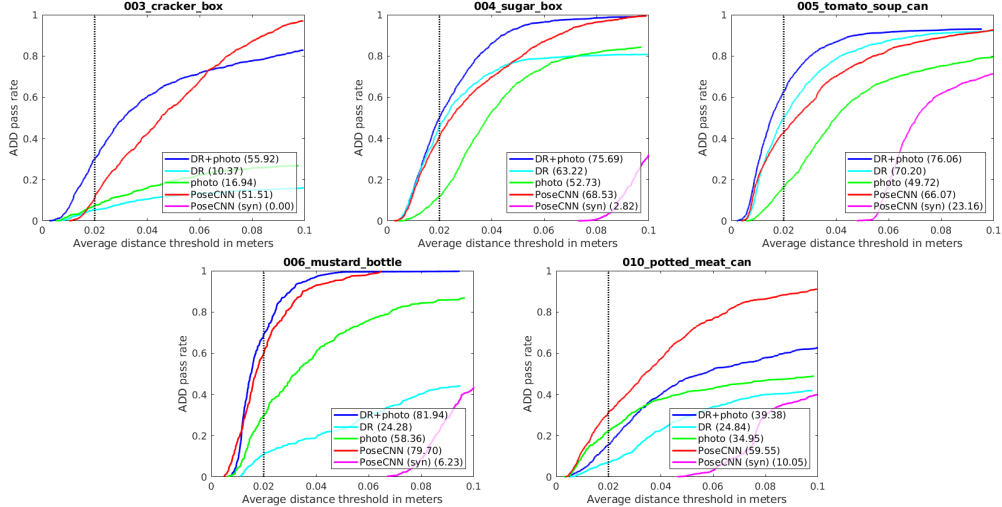 003_cracker_box
ADD pass rate
1
0.8
0.6
0.4
0.2
0
0 0.02 0.04 0.06 0.08 0.1
Average distance threshold in meters
DR+photo (55.92)
DR (10.37)
photo (16.94)
PoseCNN (51.51)
PoseCNN (syn) (0.00)
004_sugar_box
ADD pass rate
1
0.8
0.6
0.4
0.2
0
0 0.02 0.04 0.06 0.08 0.1
Average distance threshold in meters
DR+photo (75.69)
DR (63.22)
photo (52.73)
PoseCNN (68.53)
PoseCNN (syn) (2.82)
005_tomato_soup_can
ADD pass rate
1
0.8
0.6
0.4
0.2
0
0 0.02 0.04 0.06 0.08 0.1
Average distance threshold in meters
DR+photo (76.06)
DR (70.20)
photo (49.72)
PoseCNN (66.07)
PoseCNN (syn) (23.16)
006_mustard_bottle
ADD pass rate
1
0.8
0.6
0.4
0.2
0
0 0.02 0.04 0.06 0.08 0.1
Average distance threshold in meters
DR+photo (81.94)
DR (24.28)
photo (58.36)
PoseCNN (79.70)
PoseCNN (syn) (6.23)
010_potted_meat_can
ADD pass rate
1
0.8
0.6
0.4
0.2
0
0 0.02 0.04 0.06 0.08 0.1
Average distance threshold in meters
DR+photo (39.38)
DR (24.84)
photo (34.95)
PoseCNN (59.55)
PoseCNN (syn) (10.05)